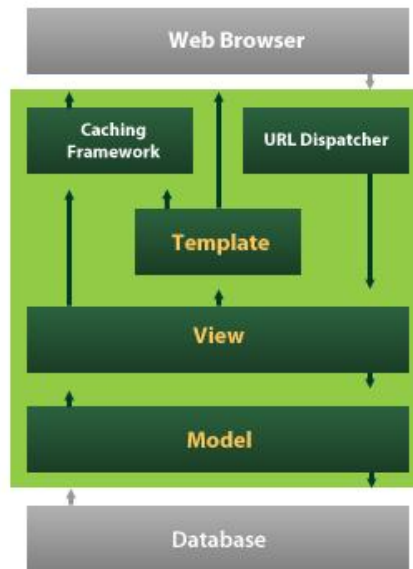 Web Browser
Caching
Framework
URL Dispatcher
Template
View
Model
Database